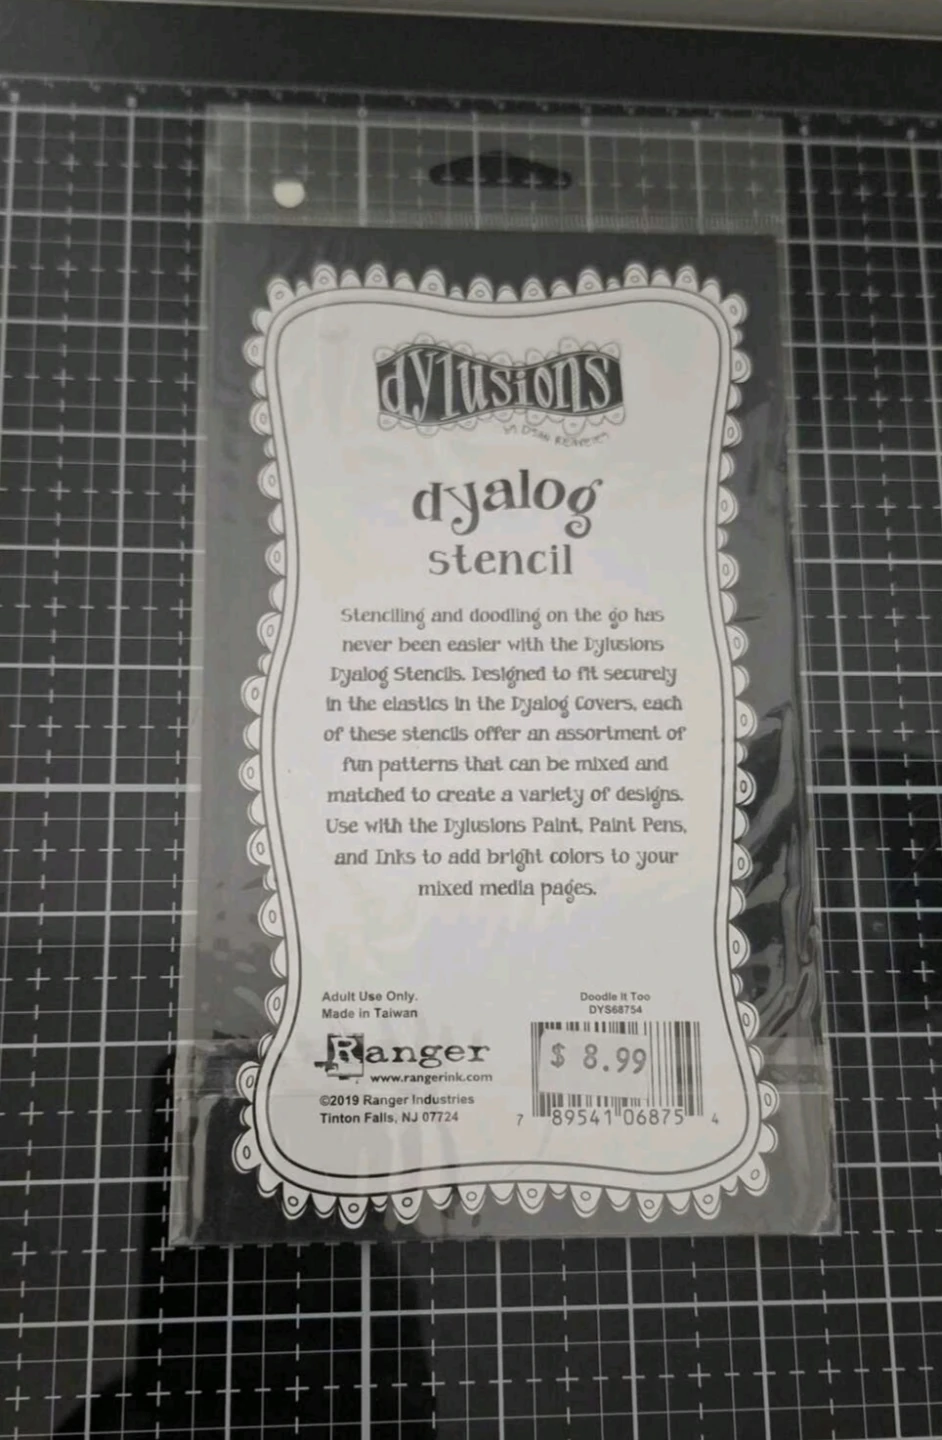 dylusions
by Dyan Reaveley
dyalog
stencil
Stenciling and doodling on the go has
never been easier with the Dylusions
Dyalog Stencils. Designed to fit securely
in the elastics in the Dyalog Covers, each
of these stencils offer an assortment of
fun patterns that can be mixed and
matched to create a variety of designs.
Use with the Dylusions Paint, Paint Pens,
and Inks to add bright colors to your
mixed media pages.
Adult Use Only.
Made in Taiwan
Ranger
www.rangerink.com
©2019 Ranger Industries
Tinton Falls, NJ 07724
Doodle It Too
DYS68754
$ 8.99
7 89541 06875 4